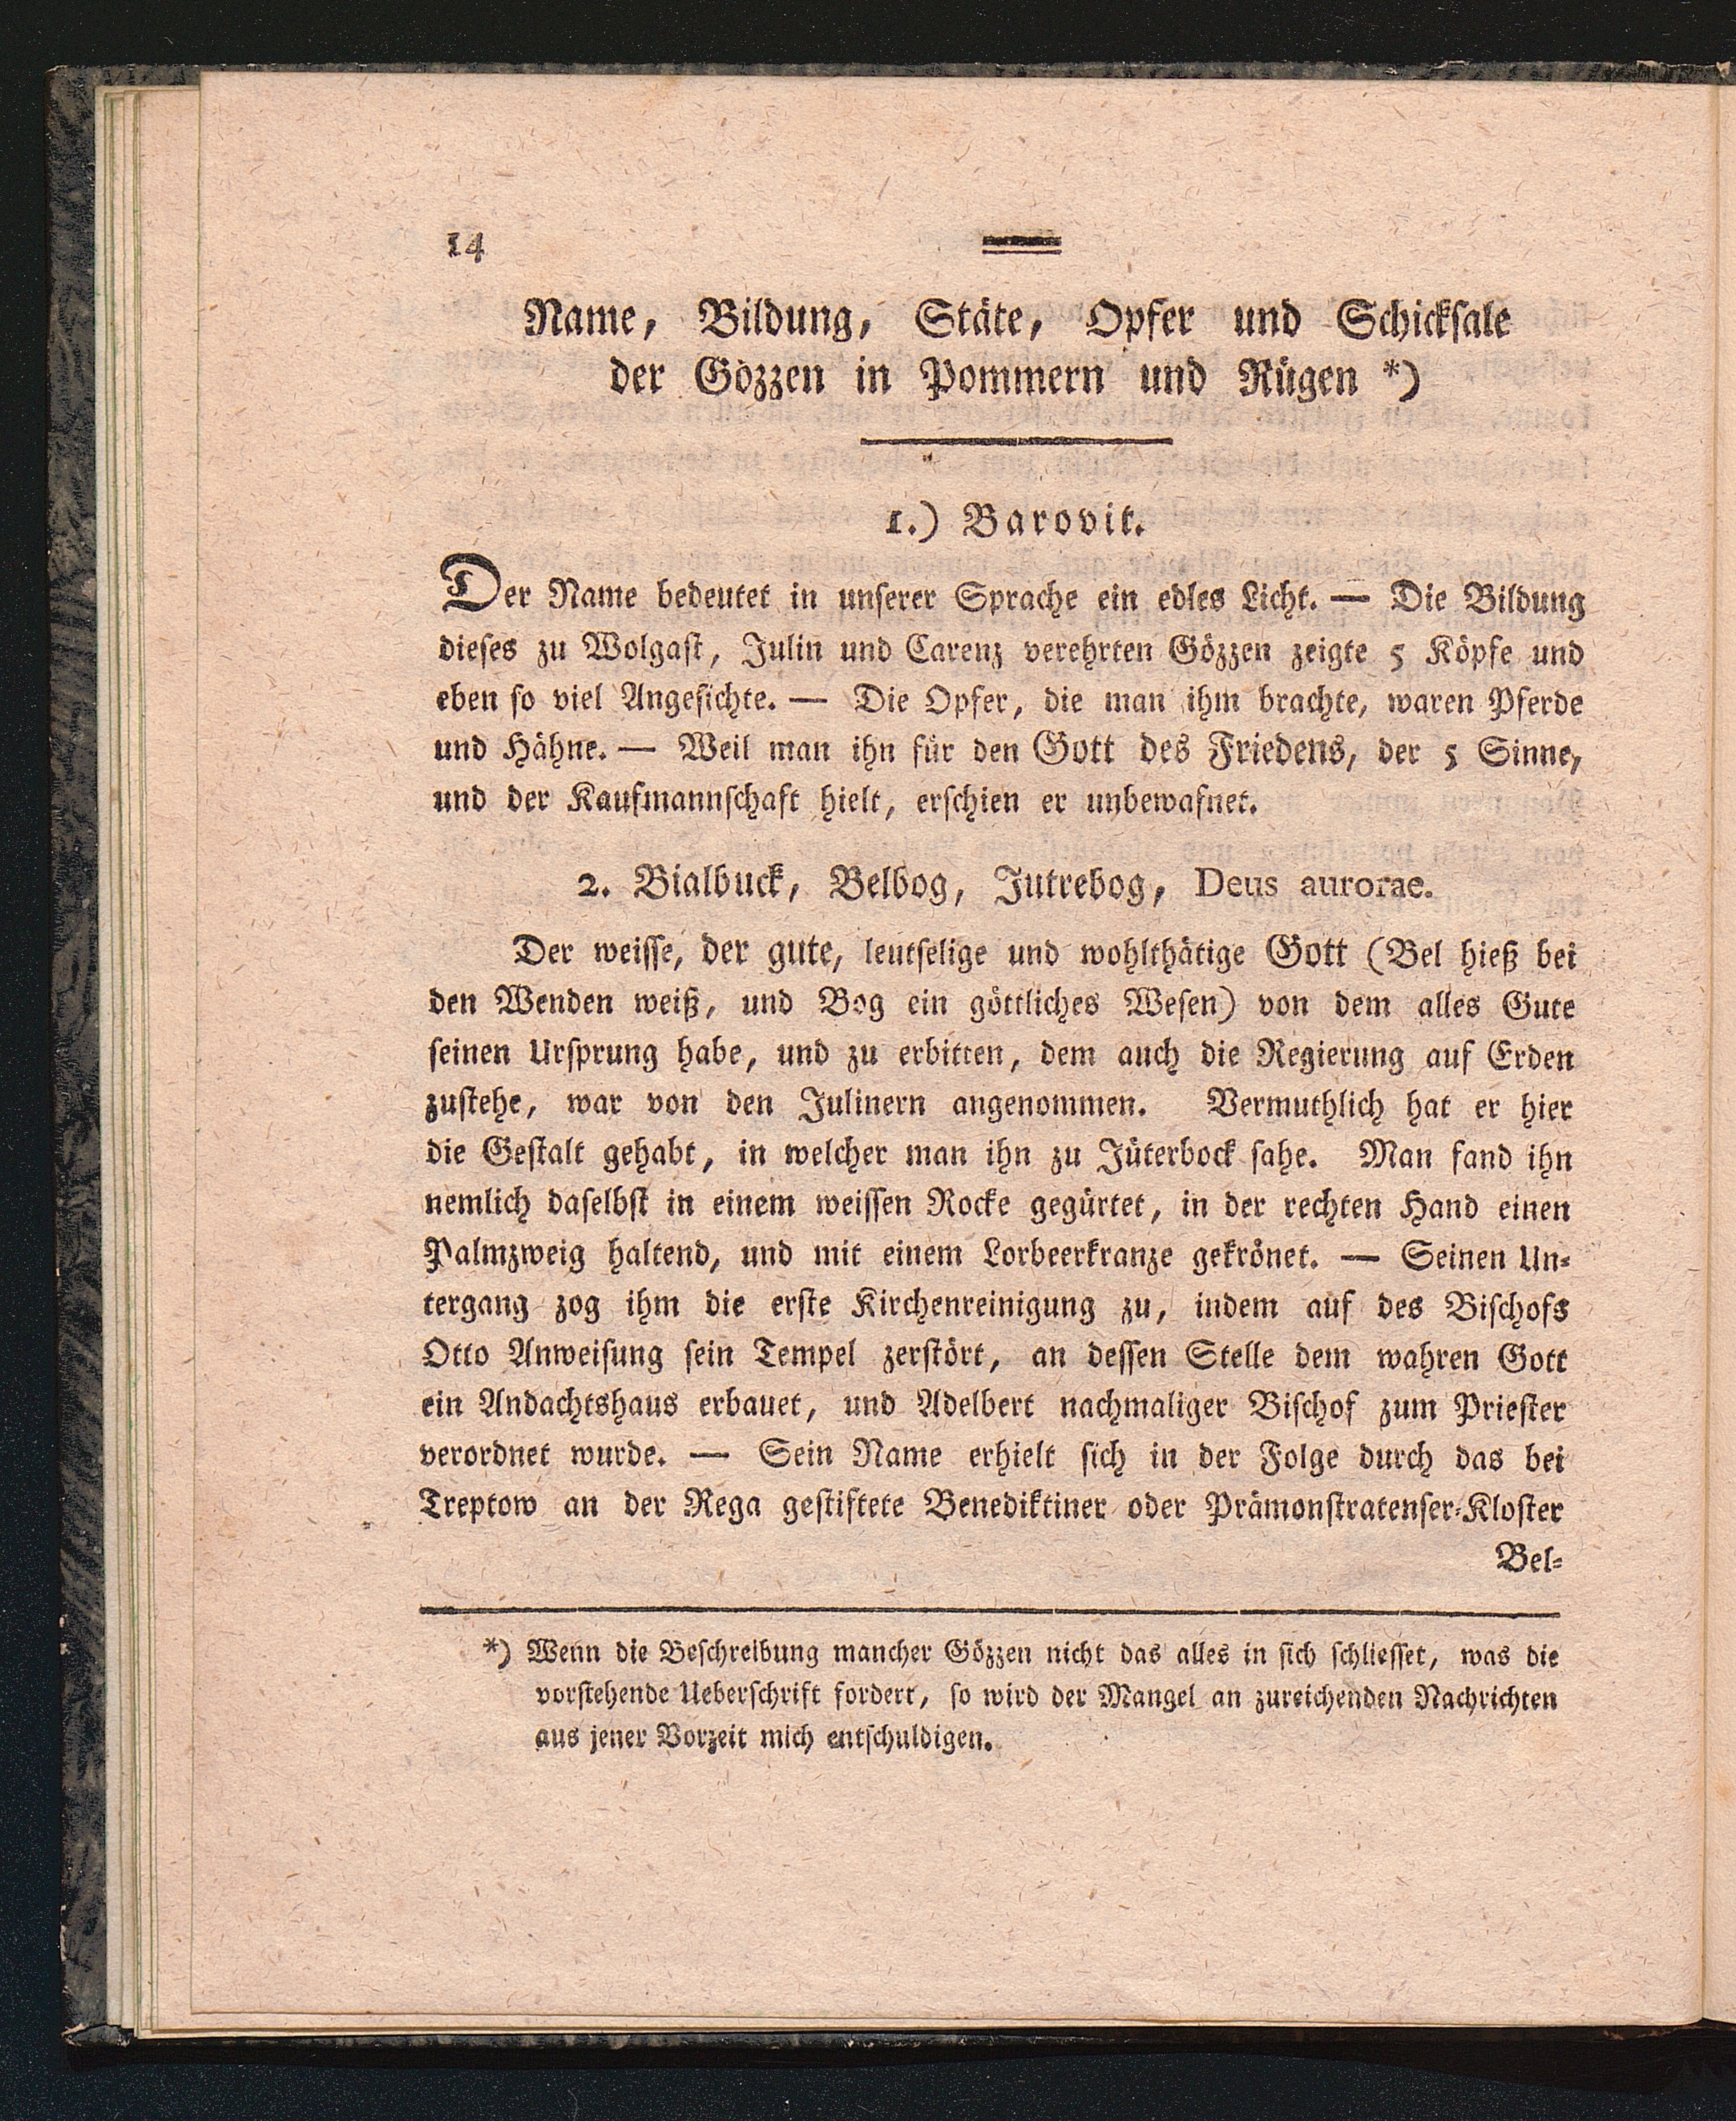 14
Name, Bildung, Stäte, Opfer und Schicksale
der Gözzen in Pommern und Rügen *)
1.) Barovit.
Der Name bedeutet in unserer Sprache ein edles Licht. — Die Bildung
dieses zu Wolgast, Julin und Carenz verehrten Gözzen zeigte 5 Köpfe und
eben so viel Angesichte. — Die Opfer, die man ihm brachte, waren Pferde
und Hähne. — Weil man ihn für den Gott des Friedens, der 5 Sinne,
und der Kaufmannschaft hielt, erschien er unbewafnet.
2. Bialbuck, Belbog, Jutrebog, Deus aurorae.
Der weisse, der gute, leutselige und wohlthätige Gott (Bel hieß bei
den Wenden weiß, und Bog ein göttliches Wesen) von dem alles Gute
seinen Ursprung habe, und zu erbitten, dem auch die Regierung auf Erden
zustehe, war von den Julinern angenommen. Vermuthlich hat er hier
die Gestalt gehabt, in welcher man ihn zu Jüterbock sahe. Man fand ihn
nemlich daselbst in einem weissen Rocke gegürtet, in der rechten Hand einen
Palmzweig haltend, und mit einem Lorbeerkranze gekrönet. — Seinen Un-
tergang zog ihm die erste Kirchenreinigung zu, indem auf des Bischofs
Otto Anweisung sein Tempel zerstört, an dessen Stelle dem wahren Gott
ein Andachtshaus erbauet, und Adelbert nachmaliger Bischof zum Priester
verordnet wurde. — Sein Name erhielt sich in der Folge durch das bei
Treptow an der Rega gestiftete Benediktiner oder Prämonstratenser-Kloster
Bel-
*) Wenn die Beschreibung mancher Gözzen nicht das alles in sich schliesset, was die
vorstehende Ueberschrift fordert, so wird der Mangel an zureichenden Nachrichten
aus jener Vorzeit mich entschuldigen.